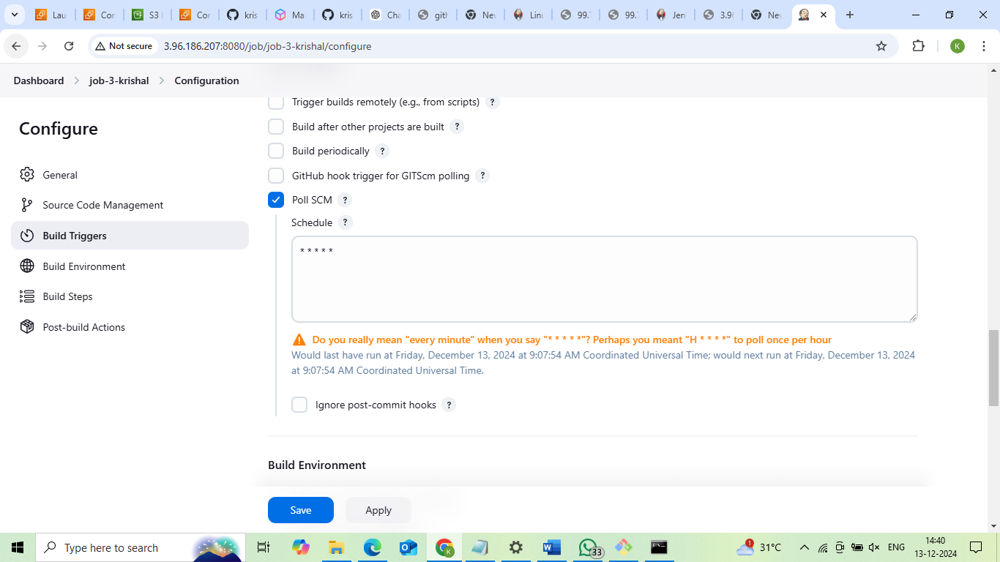 Lau
Cor
S3
Cor
kris
Ma
kris
Cha
gith
Nev
Linu
99.
99.
Jen
3.9
Nev
Not secure
3.96.186.207:8080/job/job-3-krishal/configure
K
Dashboard > job-3-krishal > Configuration
Configure
General
Source Code Management
Build Triggers
Build Environment
Build Steps
Post-build Actions
Trigger builds remotely (e.g., from scripts) ?
Build after other projects are built ?
Build periodically ?
GitHub hook trigger for GITScm polling ?
Poll SCM ?
Schedule ?
* * * * *
Do you really mean "every minute" when you say "* * * * *"? Perhaps you meant "H * * * *" to poll once per hour
Would last have run at Friday, December 13, 2024 at 9:07:54 AM Coordinated Universal Time; would next run at Friday, December 13, 2024
at 9:07:54 AM Coordinated Universal Time.
Ignore post-commit hooks ?
Build Environment
Save
Apply
Type here to search
33
1
31°C
ENG
14:40
13-12-2024